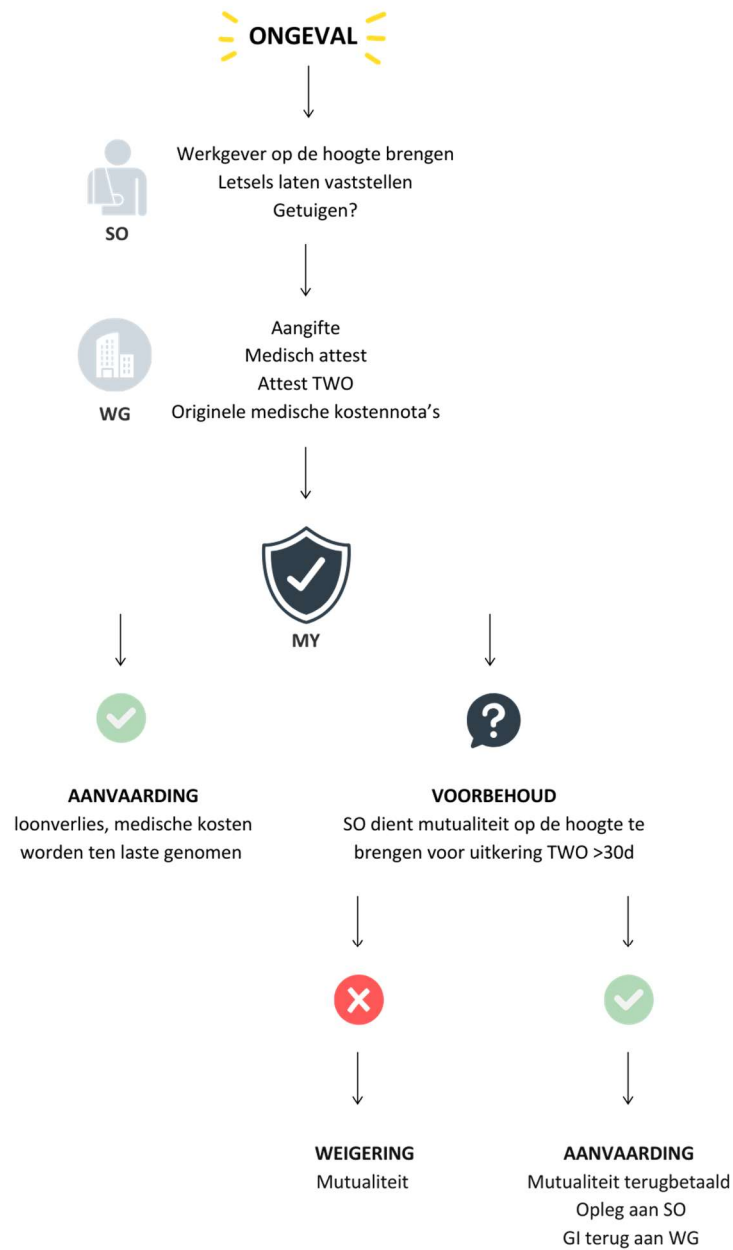 ONGEVAL
Werkgever op de hoogte brengen
Letsels laten vaststellen
Getuigen?
SO
Aangifte
Medisch attest
Attest TWO
Originele medische kostennota's
WG
MY
AANVAARDING
loonverlies, medische kosten
worden ten laste genomen
VOORBEHOUD
SO dient mutualiteit op de hoogte te
brengen voor uitkering TWO >30d
WEIGERING
Mutualiteit
AANVAARDING
Mutualiteit terugbetaald
Opleg aan SO
GI terug aan WG